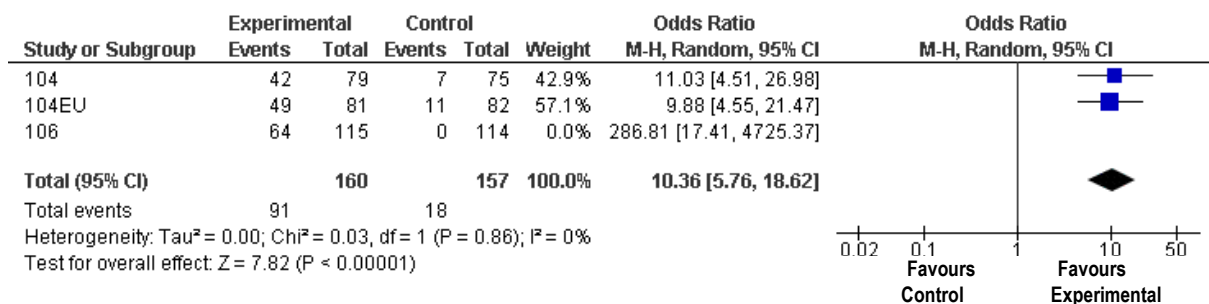 Experimental Control Odds Ratio Odds Ratio
Study or Subgroup Events Total Events Total Weight M-H, Random, 95% CI M-H, Random, 95% CI
104 42 79 7 75 42.9% 11.03 [4.51, 26.98]
104EU 49 81 11 82 57.1% 9.88 [4.55, 21.47]
106 64 115 0 114 0.0% 286.81 [17.41, 4725.37]
Total (95% CI) 160 157 100.0% 10.36 [5.76, 18.62]
Total events 91 18
Heterogeneity: Tau² = 0.00; Chi² = 0.03, df = 1 (P = 0.86); I² = 0%
Test for overall effect: Z = 7.82 (P < 0.00001)
0.02 0.1 1 10 50
Favours Favours
Control Experimental